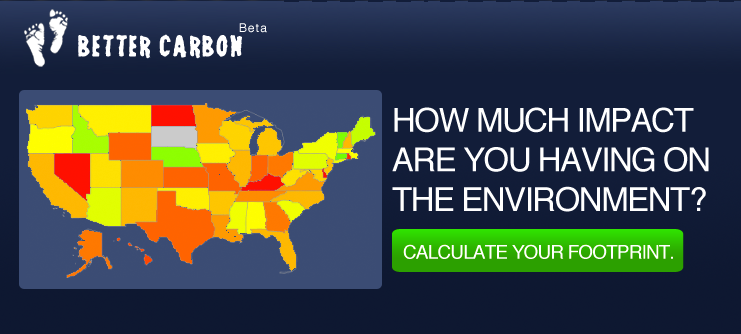 Beta
BETTER CARBON
HOW MUCH IMPACT
ARE YOU HAVING ON
THE ENVIRONMENT?
CALCULATE YOUR FOOTPRINT.